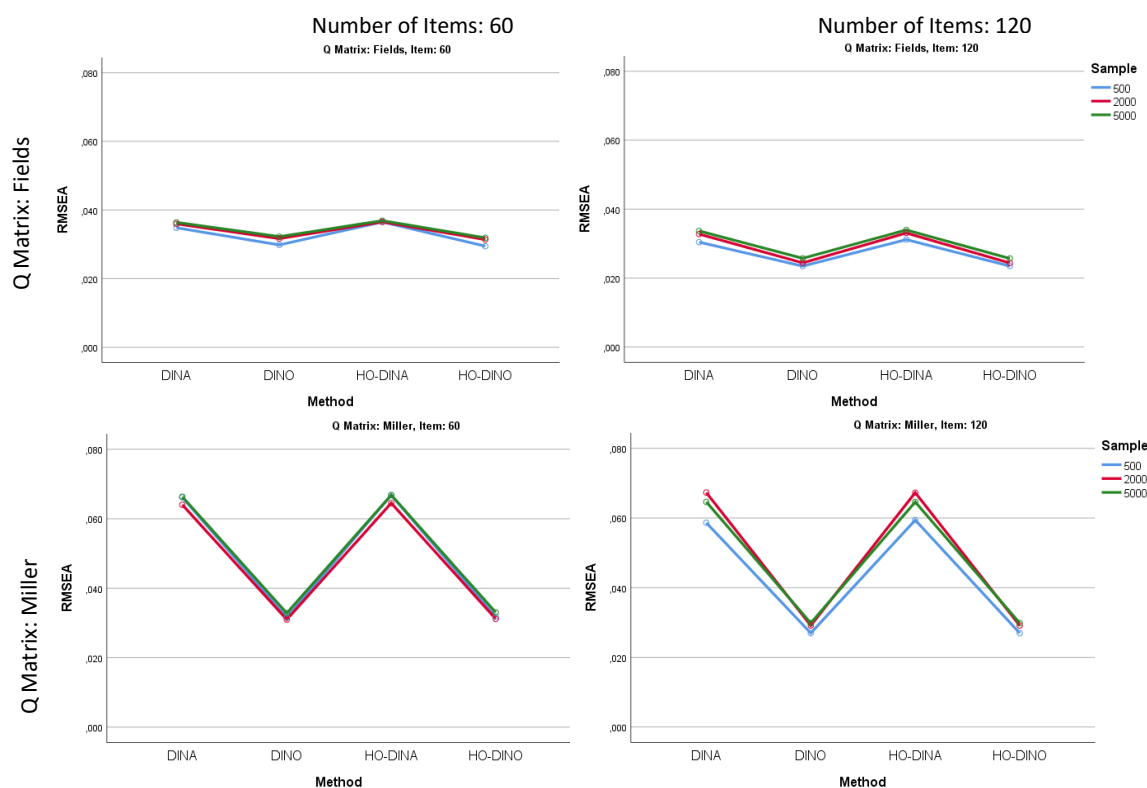 Number of Items: 60
Number of Items: 120
Q Matrix: Fields
Q Matrix: Fields, Item: 60
,080
,060
,040
,020
,000
RMSEA
DINA DINO HO-DINA HO-DINO
Method
Q Matrix: Fields, Item: 120
,080
,060
,040
,020
,000
RMSEA
DINA DINO HO-DINA HO-DINO
Method
Sample
500
2000
5000
Q Matrix: Miller
Q Matrix: Miller, Item: 60
,080
,060
,040
,020
,000
RMSEA
DINA DINO HO-DINA HO-DINO
Method
Q Matrix: Miller, Item: 120
,080
,060
,040
,020
,000
RMSEA
DINA DINO HO-DINA HO-DINO
Method
Sample
500
2000
5000